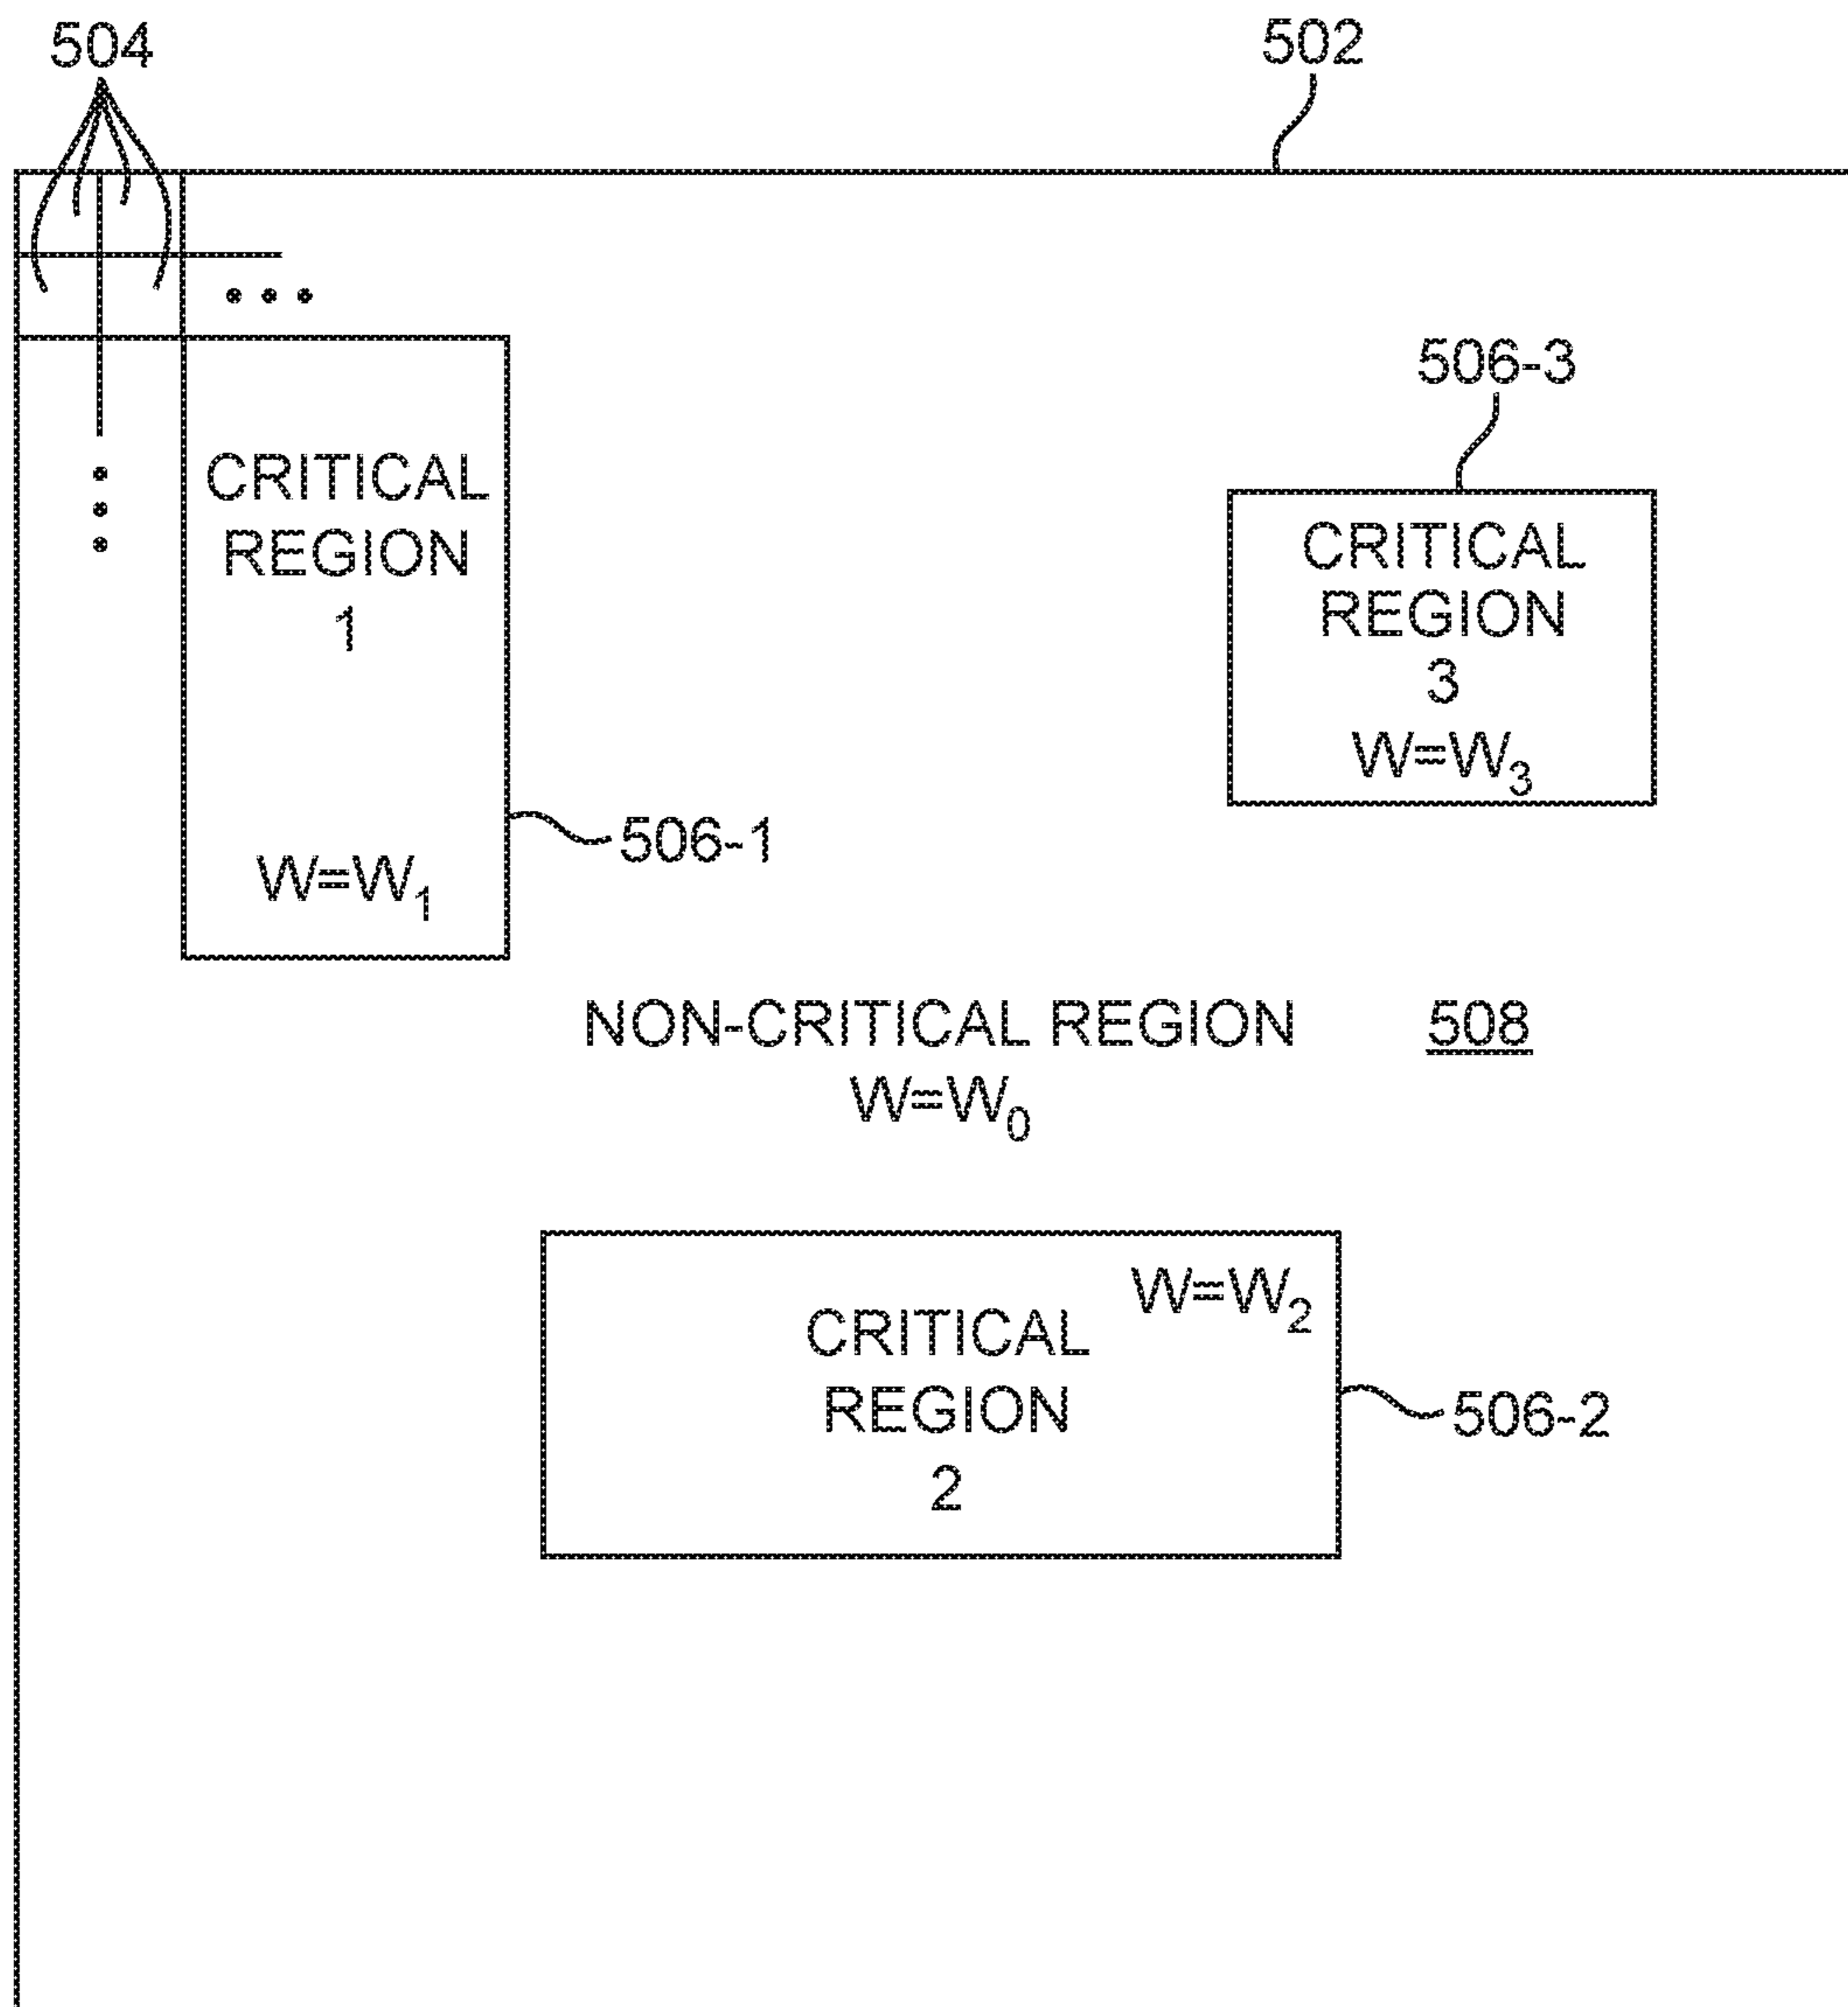 504
502
506-3
CRITICAL
REGION
1
W=W₁
506-1
CRITICAL
REGION
3
W=W₃
NON-CRITICAL REGION 508
W=W₀
W=W₂
CRITICAL
REGION
2
506-2